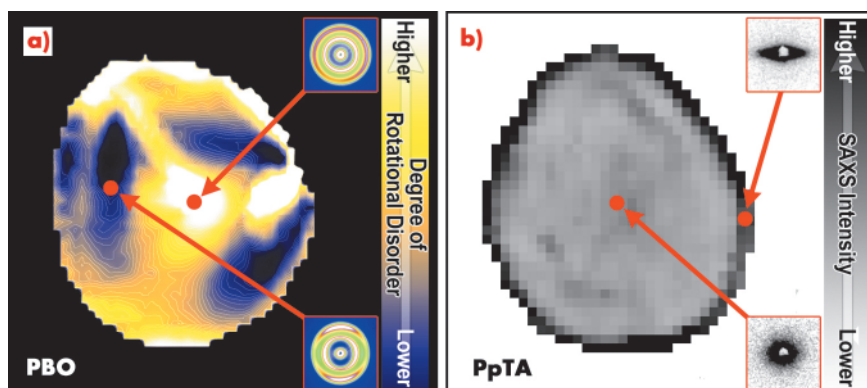 a)
Higher
Degree of
Rotational Disorder
Lower
PBO
b)
Higher
SAXS Intensity
Lower
PpTA